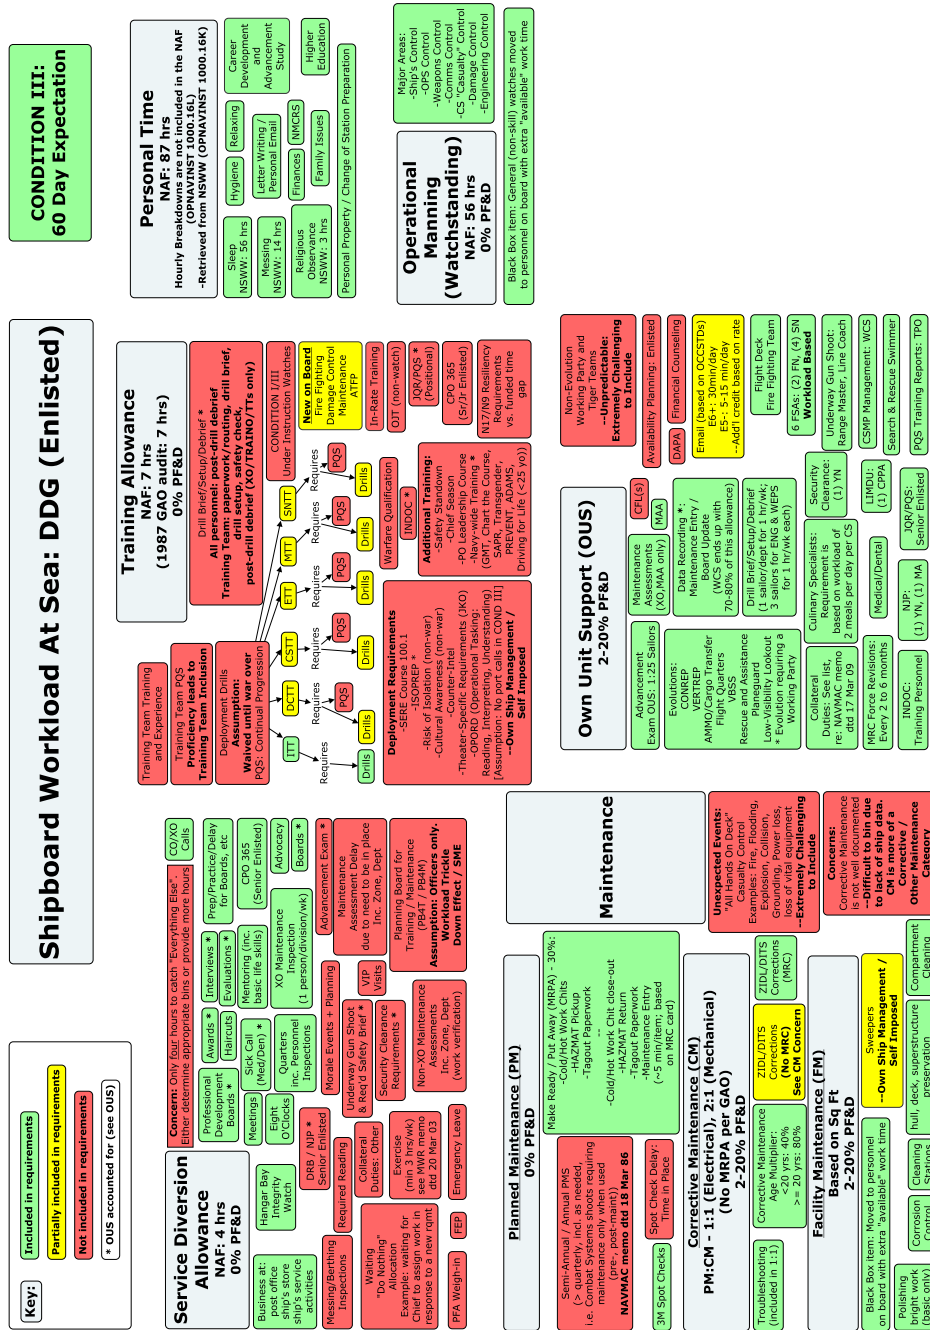 Shipboard Workload At Sea: DDG (Enlisted)
CONDITION III:
60 Day Expectation
Key:
Included in requirements
Partially included in requirements
Not included in requirements
* OUS accounted for (see OUS)
Service Diversion
Allowance
NAF: 4 hrs
0% PF&D
Concern: Only four hours to catch "Everything Else".
Either determine appropriate bins or provide more hours
CO/XO
Calls
Business at:
post office
ship's store
ship's service
activities
Hangar Bay
Integrity
Watch
Professional
Development
Boards *
Awards *
Interviews *
Haircuts
Evaluations *
Prep/Practice/Delay
for Boards, etc
Meetings
Eight
O'Clocks
Sick Call
(Med/Den) *
Mentoring (inc.
basic life skills)
CPO 365
(Senior Enlisted)
Quarters
inc. Personnel
Inspections
XO Maintenance
Inspection
(1 person/division/wk)
Advocacy
Boards *
Messing/Berthing
Inspections
DRB / NJP *
Senior Enlisted
Required Reading
Morale Events + Planning
Advancement Exam *
Collateral
Duties: Other
Underway Gun Shoot
& Req'd Safety Brief *
VIP
Visits
Maintenance
Assessment Delay
due to need to be in place
Inc. Zone, Dept
Waiting
"Do Nothing"
Allocation
Example: waiting for
Chief to assign work in
response to a new rqmt
Exercise
(min 3 hrs/wk)
see MWR memo
dtd 20 Mar 03
Security Clearance
Requirements *
Non-XO Maintenance
Assessments
Inc. Zone, Dept
(work verification)
Planning Board for
Training / Maintenance
(PB4T / PB4M)
Assumption: Officers only.
Workload Trickle
Down Effect / SME
PFA Weigh-In
FEP
Emergency Leave
Training Team Training
and Experience
Training Allowance
NAF: 7 hrs
(1987 GAO audit: 7 hrs)
0% PF&D
Training Team PQS
Proficiency leads to
Training Team Inclusion
Drill Brief/Setup/Debrief *
All personnel: post-drill debrief
Training Team: paperwork/routing, drill brief,
drill setup, safety check,
post-drill debrief (XO/TRAINO/TTs only)
Deployment Drills
Assumption:
Waived until war over
PQS: Continual Progression
CONDITION I/III
Under Instruction Watches
ITT
DCTT
CSTT
ETT
MTT
SNTT
Requires
Requires
Requires
Requires
Requires
Requires
Drills
PQS
Drills
PQS
Drills
PQS
Drills
PQS
Drills
PQS
Drills
New on Board
Fire Fighting
Damage Control
Maintenance
ATFP
In-Rate Training
OJT (non-watch)
JQR/PQS *
(Positional)
CPO 365
(Sr/Jr Enlisted)
N17/N9 Resiliency
Requirements
vs. funded time
gap
Deployment Requirements
-SERE Course 100.1
-ISOPREP *
-Risk of Isolation (non-war)
-Cultural Awareness (non-war)
-Counter-Intel
-Theater-Specific Requirements (JKO)
-OPORD (Operational Tasking:
Reading, Interpreting, Understanding)
[Assumption: No port calls in COND III]
--Own Ship Management /
Self Imposed
Warfare Qualification
INDOC *
Additional Training:
-Safety Standown
-Chief Season
-PO Leadership Course
-Navy-wide Training *
(GMT, Chart the Course,
SAPR, Transgender,
PREVENT, ADAMS,
Driving for Life (<25 yo))
Personal Time
NAF: 87 hrs
Hourly Breakdowns are not included in the NAF
(OPNAVINST 1000.16L)
-Retrieved from NSWW (OPNAVINST 1000.16K)
Sleep
NSWW: 56 hrs
Hygiene
Relaxing
Career
Development
and
Advancement
Study
Messing
NSWW: 14 hrs
Letter Writing /
Personal Email
Religious
Observance
NSWW: 3 hrs
Finances
NMCRS
Family Issues
Higher
Education
Personal Property / Change of Station Preparation
Operational
Manning
(Watchstanding)
NAF: 56 hrs
0% PF&D
Major Areas:
-Ship's Control
-OPS Control
-Weapons Control
-Comms Control
-CS "Casualty" Control
-Damage Control
-Engineering Control
Black Box item: General (non-skill) watches moved
to personnel on board with extra "available" work time
Planned Maintenance (PM)
0% PF&D
Maintenance
Semi-Annual / Annual PMS
(> quarterly, incl. as needed,
i.e. Combat Systems shoots requiring
maintenance only when used
(pre-, post-, maintenance)
NAVMAC memo dtd 18 Mar 86
Make Ready / Put Away (MRPA) - 30%:
-Cold/Hot Work Chits
-HAZMAT Pickup
-Tagout Paperwork
--
-Cold/Hot Work Chit close-out
-HAZMAT Return
-Tagout Paperwork
-Maintenance Entry
(~5 min/item; based
on MRC card)
3M Spot Checks
Spot Check Delay:
Time is Place
Corrective Maintenance (CM)
PM:CM - 1:1 (Electrical), 2:1 (Mechanical)
(No MRPA per GAO)
2-20% PF&D
Unexpected Events:
"All Hands On Deck"
Casualty Control
Examples: Fire, Flooding,
Explosion, Collision,
Grounding, Power loss,
loss of vital equipment
--Extremely Challenging
to Include
Troubleshooting
(included in 1:1)
Corrective Maintenance
Age Multiplier:
<20 yrs: 40%
>= 20 yrs: 80%
ZIDL/DTTS
Corrections
(No MRC)
See CM Concern
ZIDL/DTTS
Corrections
(MRC)
Concerns:
Corrective Maintenance
is not well documented
--Difficult to bin due
to lack of ship data.
CM is more of a
Corrective /
Other Maintenance
Category
Facility Maintenance (FM)
Based on Sq Ft
2-20% PF&D
Black Box item: Moved to personnel
on board with extra "available" work time
Sweepers
--Own Ship Management /
Self Imposed
Polishing
bright work
(basic only)
Corrosion
Control
Cleaning
Stations
hull, deck, superstructure
preservation
Compartment
Cleaning
Own Unit Support (OUS)
2-20% PF&D
Non-Evolution
Working Party and
Tiger Teams
--Unpredictable:
Extremely Challenging
to Include
Advancement
Exam OUS: 1:25 Sailors
Maintenance
Assessments
(XO,MAA only)
CFL(s)
MAA
Availability Planning: Enlisted
DAPA
Financial Counseling
Evolutions:
CONREP
VERTREP
AMMO/Cargo Transfer
Flight Quarters
VBSS
Rescue and Assistance
Planeguard
Low-Visibility Lookout
* Evolution requiring a
Working Party
Data Recording *:
Maintenance Entry /
Board Update
(WCS ends up with
70-80% of this allowance)
Email (based on OCCSTDs)
E6+: 30min/day
E5-: 5-15 min/day
--Add'l credit based on rate
Drill Brief/Setup/Debrief
(1 sailor/dept for 1 hr/wk;
3 sailors for ENG & WEPS
for 1 hr/wk each)
Flight Deck
Fire Fighting Team
6 FSAs: (2) FN, (4) SN
Workload Based
Collateral
Duties: See list,
re: NAVMAC memo
dtd 17 Mar 09
Culinary Specialists:
Requirement is
based on workload of
2 meals per day per CS
Security
Clearance:
(1) YN
Underway Gun Shoot:
Range Master, Line Coach
MRC Force Revisions:
Every 2 to 6 months
Medical/Dental
LIMDU:
(1) CPPA
CSMP Management: WCS
Search & Rescue Swimmer
INDOC:
Training Personnel
NJP:
(1) YN, (1) MA
JQR/PQS:
Senior Enlisted
PQS Training Reports: TPO